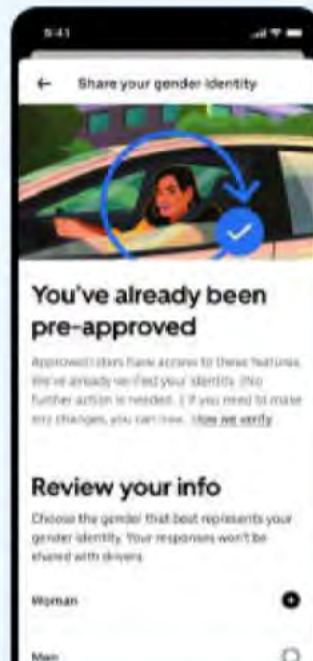 9:41
Share your gender identity
You've already been
pre-approved
Approved riders have access to these features.
We've already verified your identity. (No
further action is needed. ) If you need to make
any changes, you can now. How we verify
Review your info
Choose the gender that best represents your
gender identity. Your responses won't be
shared with drivers.
Woman
Man